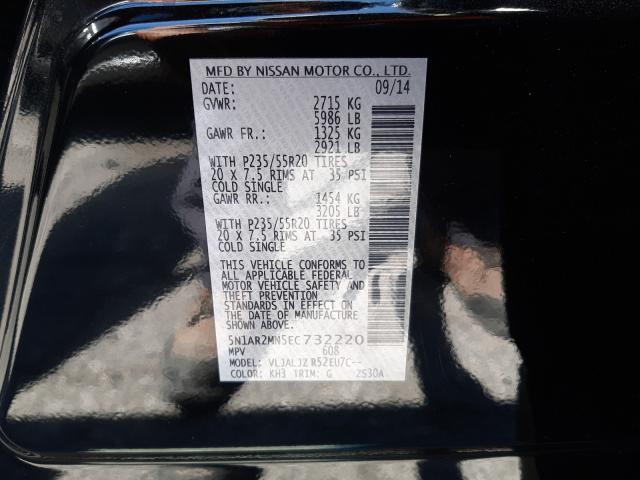 MFD BY NISSAN MOTOR CO., LTD.
DATE: 09/14
GVWR: 2715 KG
5986 LB
GAWR FR.: 1325 KG
2921 LB
WITH P235/55R20 TIRES
20 X 7.5 RIMS AT 35 PSI
COLD SINGLE
GAWR RR.: 1454 KG
3205 LB
WITH P235/55R20 TIRES
20 X 7.5 RIMS AT 35 PSI
COLD SINGLE
THIS VEHICLE CONFORMS TO
ALL APPLICABLE FEDERAL
MOTOR VEHICLE SAFETY AND
THEFT PREVENTION
STANDARDS IN EFFECT ON
THE DATE OF MANUFACTURE
SHOWN ABOVE.
5N1AR2MN5EC732220
MPV 608
MODEL: VLJALJZ R52EU7C--
COLOR: KH3 TRIM: G 2530A